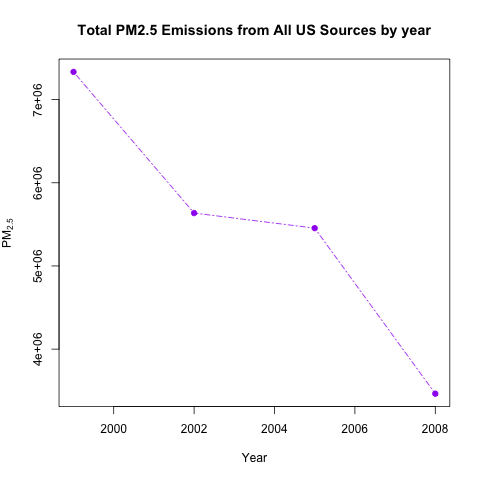 Total PM2.5 Emissions from All US Sources by year
7e+06
6e+06
5e+06
4e+06
PM2.5
2000 2002 2004 2006 2008
Year